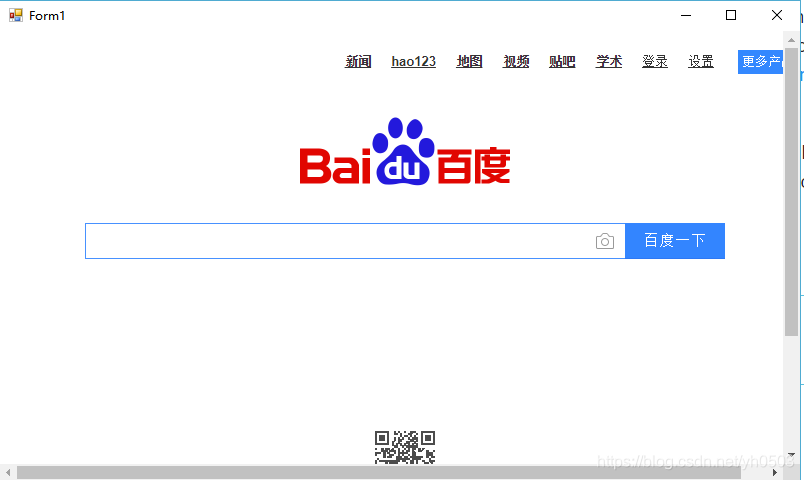 Form1
新闻 hao123 地图 视频 贴吧 学术 登录 设置 更多产
Bai du 百度
百度一下
https://blog.csdn.net/yh0503